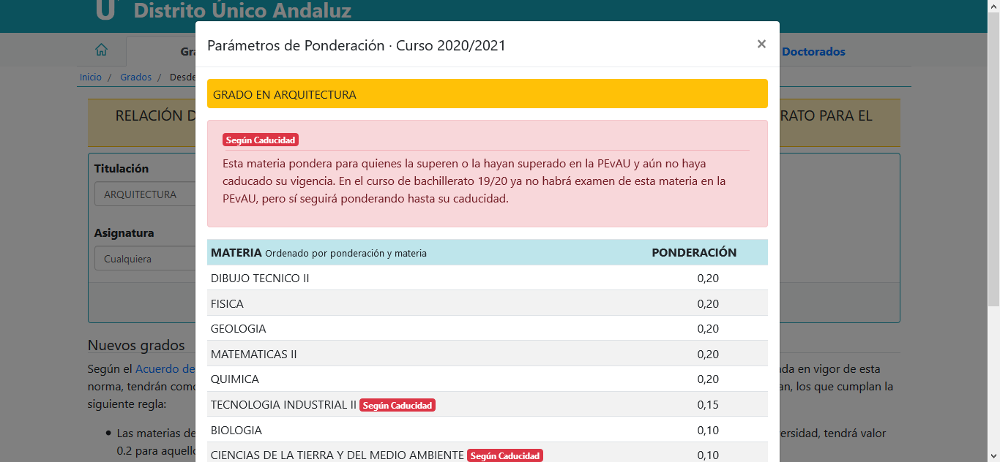 Distrito Único Andaluz
Parámetros de Ponderación · Curso 2020/2021
×
Doctorados
Inicio / Grados / Desde
GRADO EN ARQUITECTURA
RELACIÓN
RATO PARA EL
Según Caducidad
Esta materia pondera para quienes la superen o la hayan superado en la PEvAU y aún no haya
caducado su vigencia. En el curso de bachillerato 19/20 ya no habrá examen de esta materia en la
PEvAU, pero sí seguirá ponderando hasta su caducidad.
Titulación
ARQUITECTURA
Asignatura
Cualquiera
MATERIA Ordenado por ponderación y materia PONDERACIÓN
DIBUJO TECNICO II 0,20
FISICA 0,20
GEOLOGIA 0,20
MATEMATICAS II 0,20
QUIMICA 0,20
TECNOLOGIA INDUSTRIAL II Según Caducidad 0,15
BIOLOGIA 0,10
CIENCIAS DE LA TIERRA Y DEL MEDIO AMBIENTE Según Caducidad 0,10
Nuevos grados
Según el Acuerdo de
da en vigor de esta
norma, tendrán como
an, los que cumplan la
siguiente regla:
• Las materias de
ersidad, tendrá valor
0.2 para aquello